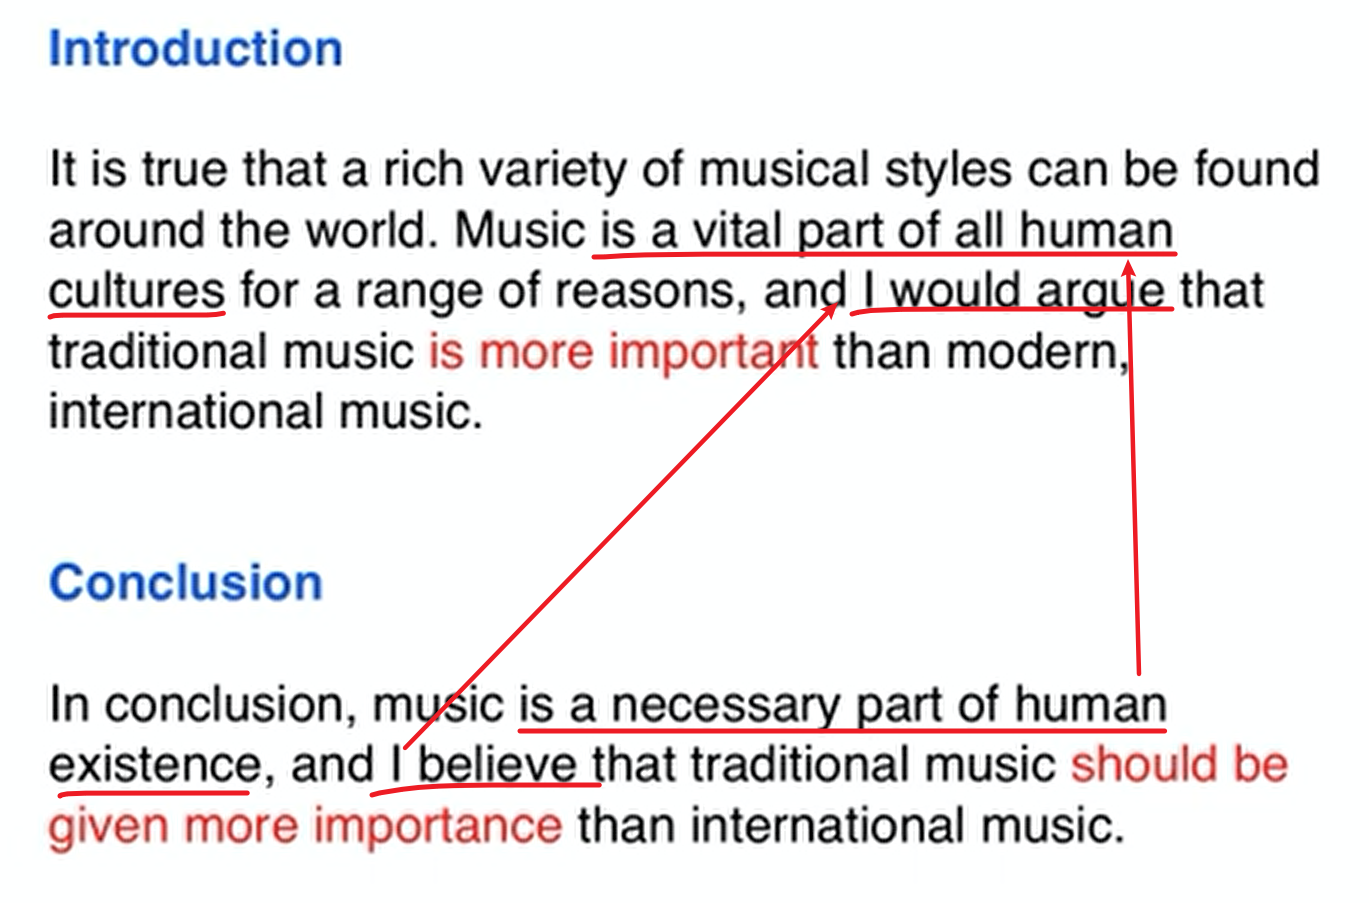 Introduction
It is true that a rich variety of musical styles can be found
around the world. Music is a vital part of all human
cultures for a range of reasons, and I would argue that
traditional music is more important than modern,
international music.
Conclusion
In conclusion, music is a necessary part of human
existence, and I believe that traditional music should be
given more importance than international music.